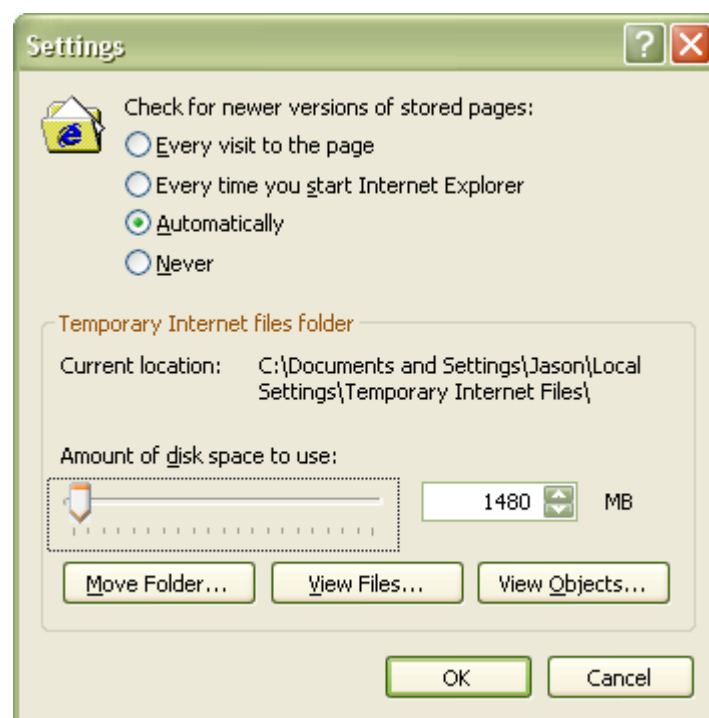 Settings
Check for newer versions of stored pages:
Every visit to the page
Every time you start Internet Explorer
Automatically
Never
Temporary Internet files folder
Current location: C:\Documents and Settings\Jason\Local
Settings\Temporary Internet Files\
Amount of disk space to use:
1480 MB
Move Folder... View Files... View Objects...
OK Cancel